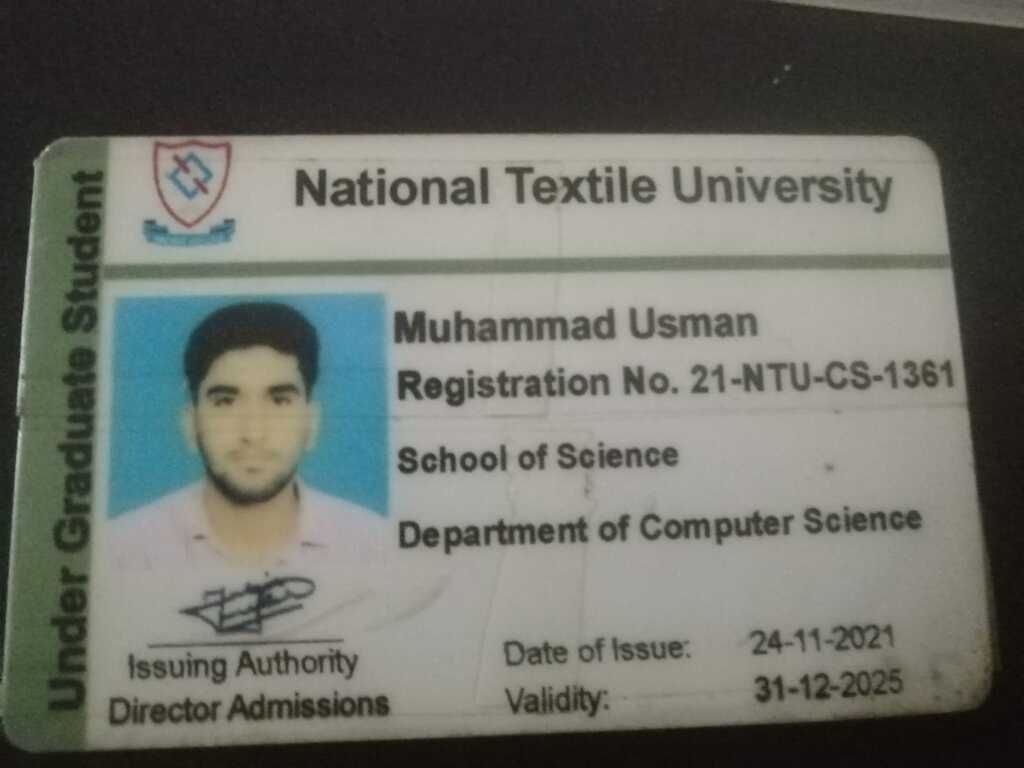 National Textile University
Under Graduate Student
Muhammad Usman
Registration No. 21-NTU-CS-1361
School of Science
Department of Computer Science
Issuing Authority
Director Admissions
Date of Issue: 24-11-2021
Validity: 31-12-2025